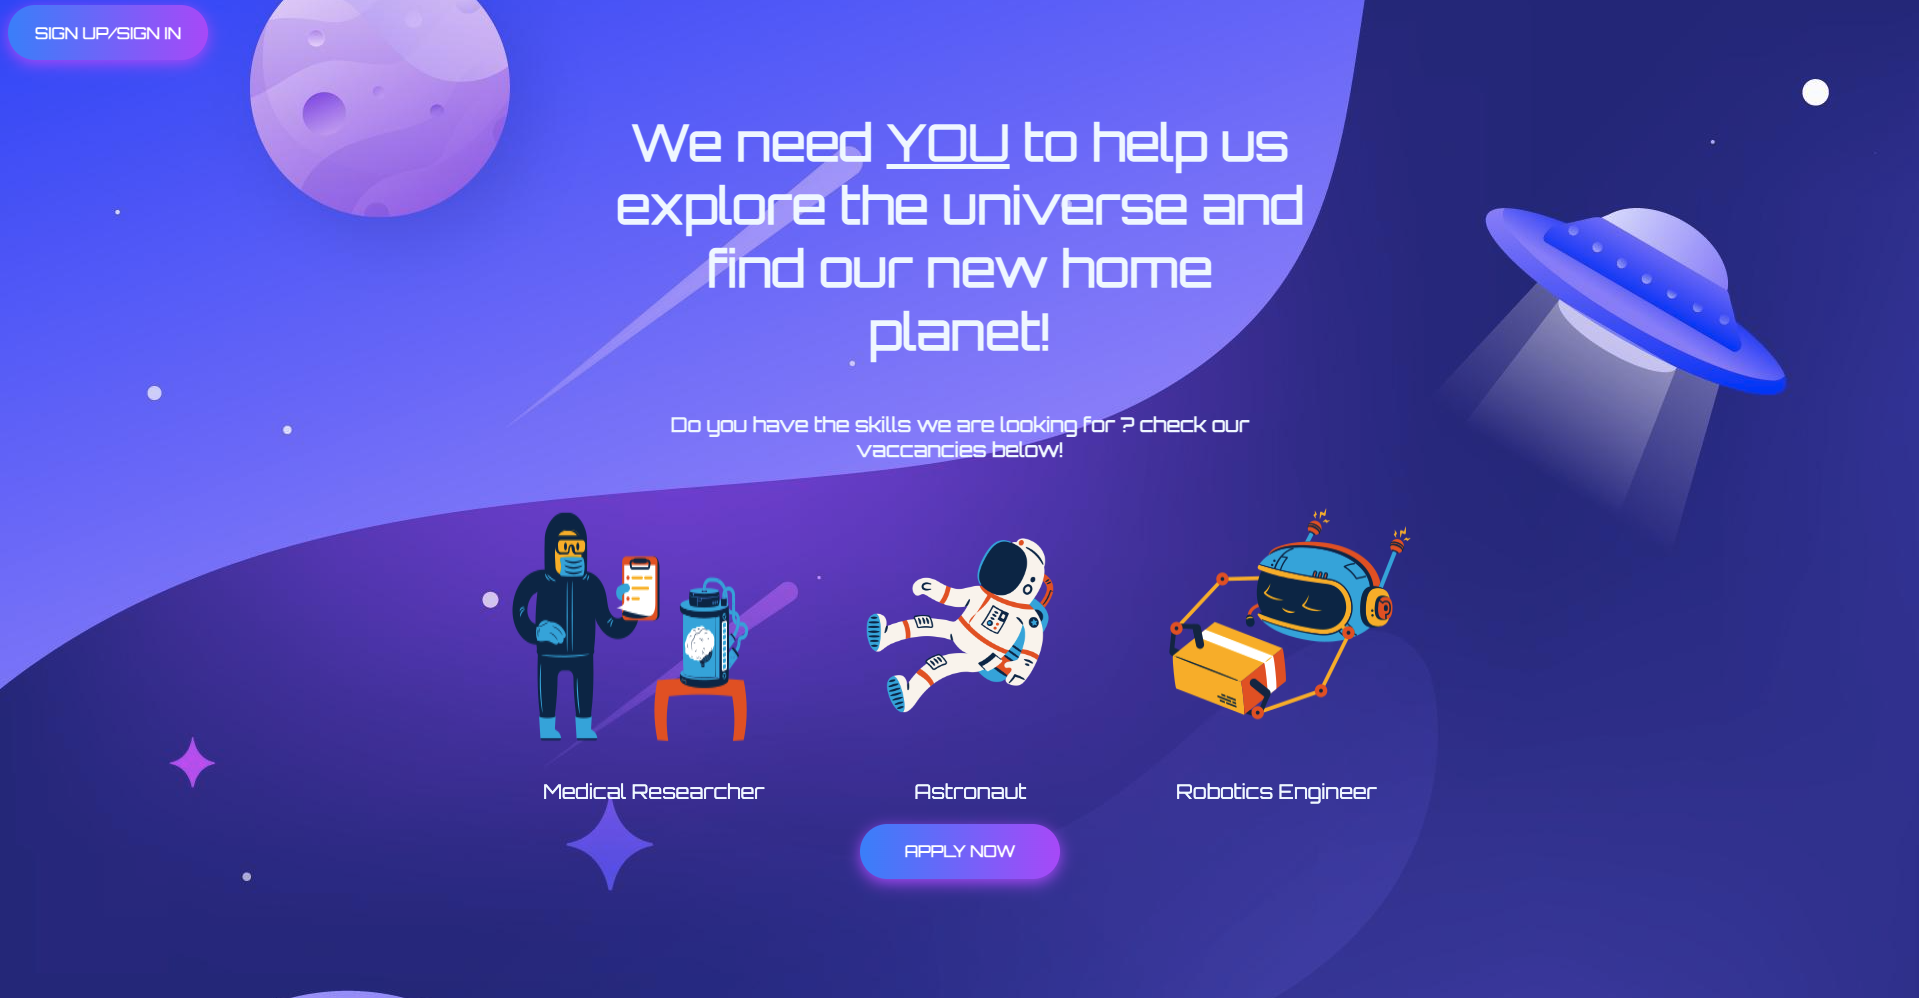 SIGN UP/SIGN IN
We need YOU to help us
explore the universe and
find our new home
planet!
Do you have the skills we are looking for ? check our
vaccancies below!
Medical Researcher
Astronaut
Robotics Engineer
APPLY NOW